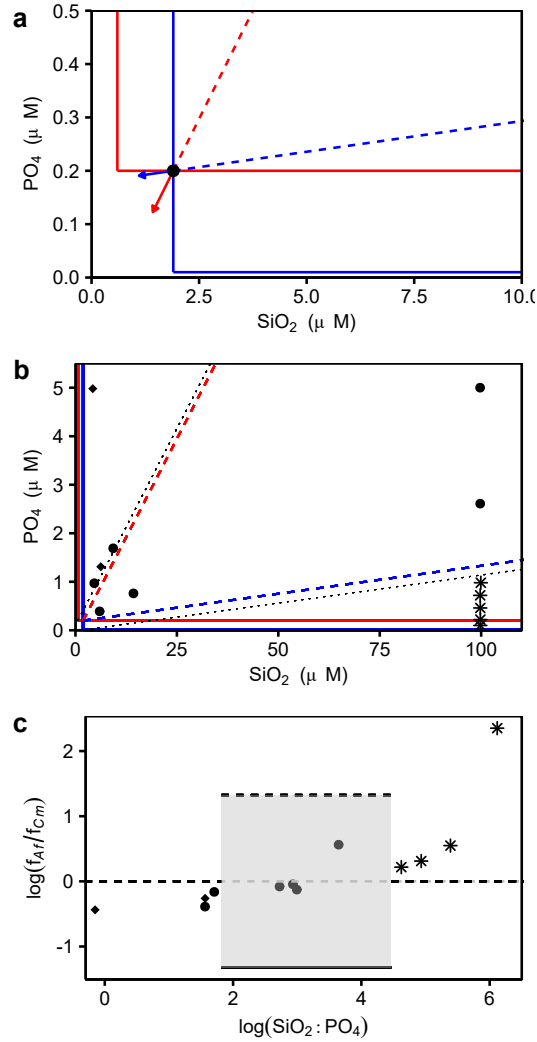 a
0.5
0.4
0.3
0.2
0.1
0.0
PO₄ (μ M)
0.0 2.5 5.0 7.5 10.0
SiO₂ (μ M)
b
5
4
3
2
1
0
PO₄ (μ M)
0 25 50 75 100
SiO₂ (μ M)
c
2
1
0
-1
log(f_Af/f_Cm)
0 2 4 6
log(SiO₂:PO₄)